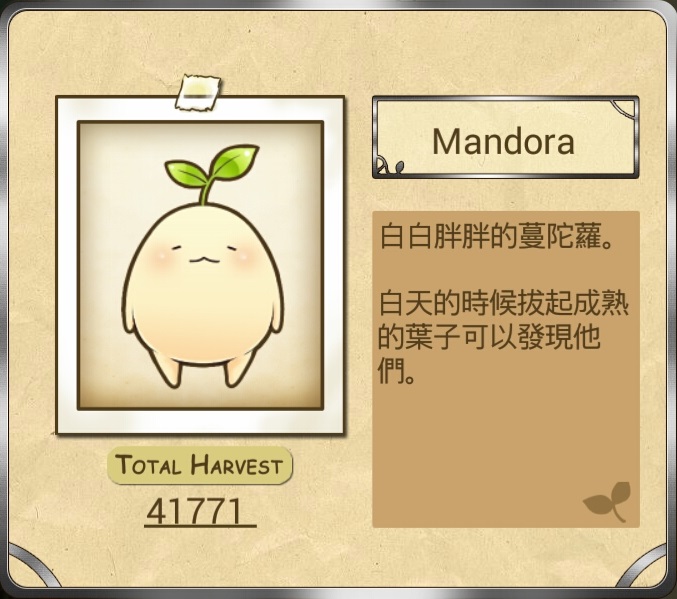 Mandora
白白胖胖的蔓陀蘿。
白天的時候拔起成熟
的葉子可以發現他
們。
TOTAL HARVEST
41771